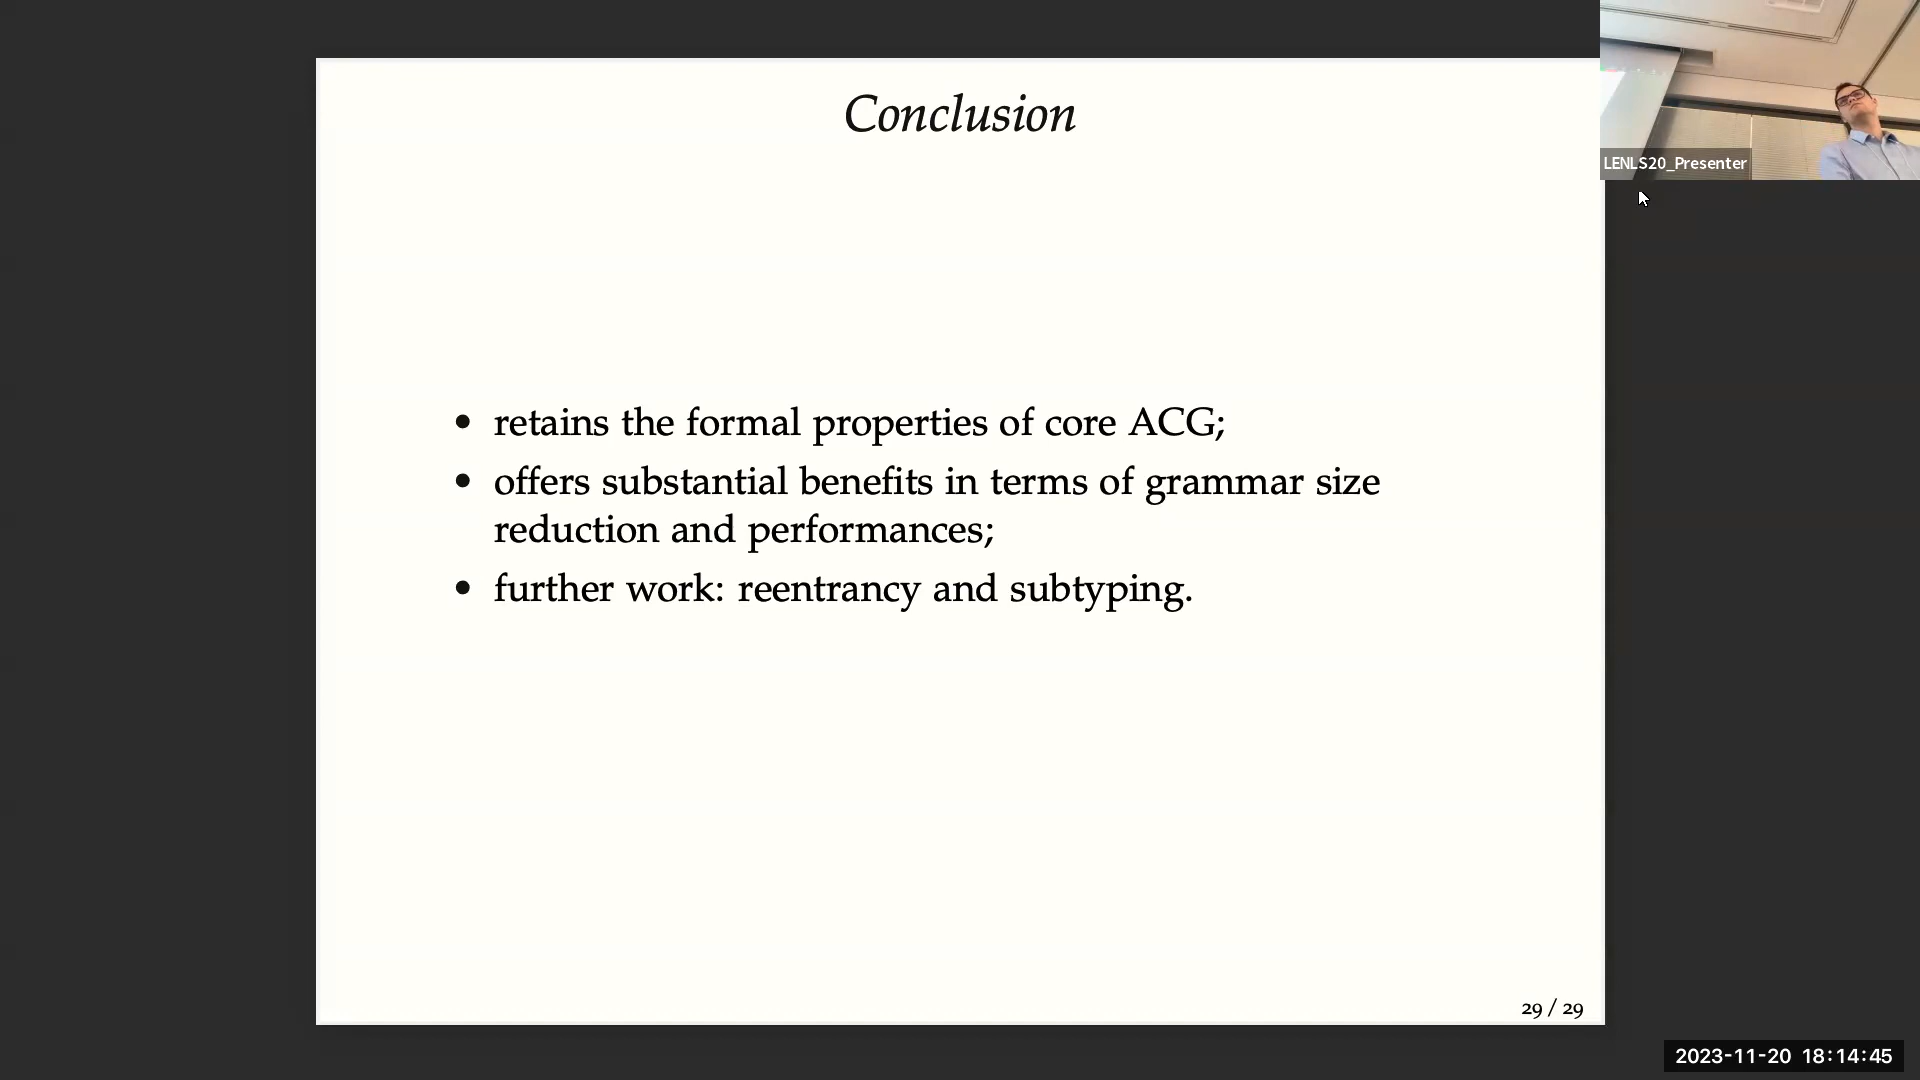 Conclusion
LENLS20_Presenter
• retains the formal properties of core ACG;
• offers substantial benefits in terms of grammar size
reduction and performances;
• further work: reentrancy and subtyping.
29 / 29
2023-11-20 18:14:45